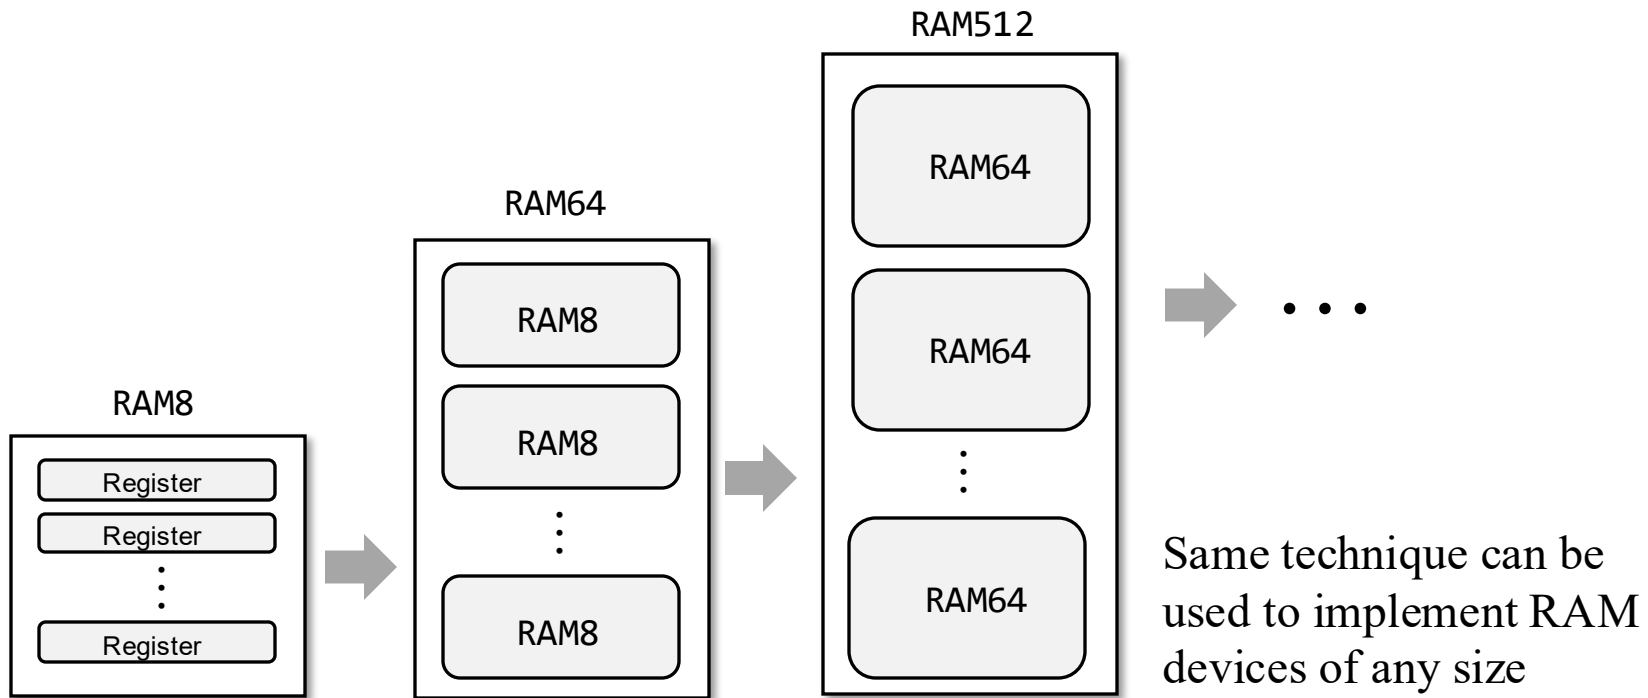 RAM8
Register
Register
⋮
Register
RAM64
RAM8
RAM8
⋮
RAM8
RAM512
RAM64
RAM64
⋮
RAM64
• • •
Same technique can be
used to implement RAM
devices of any size